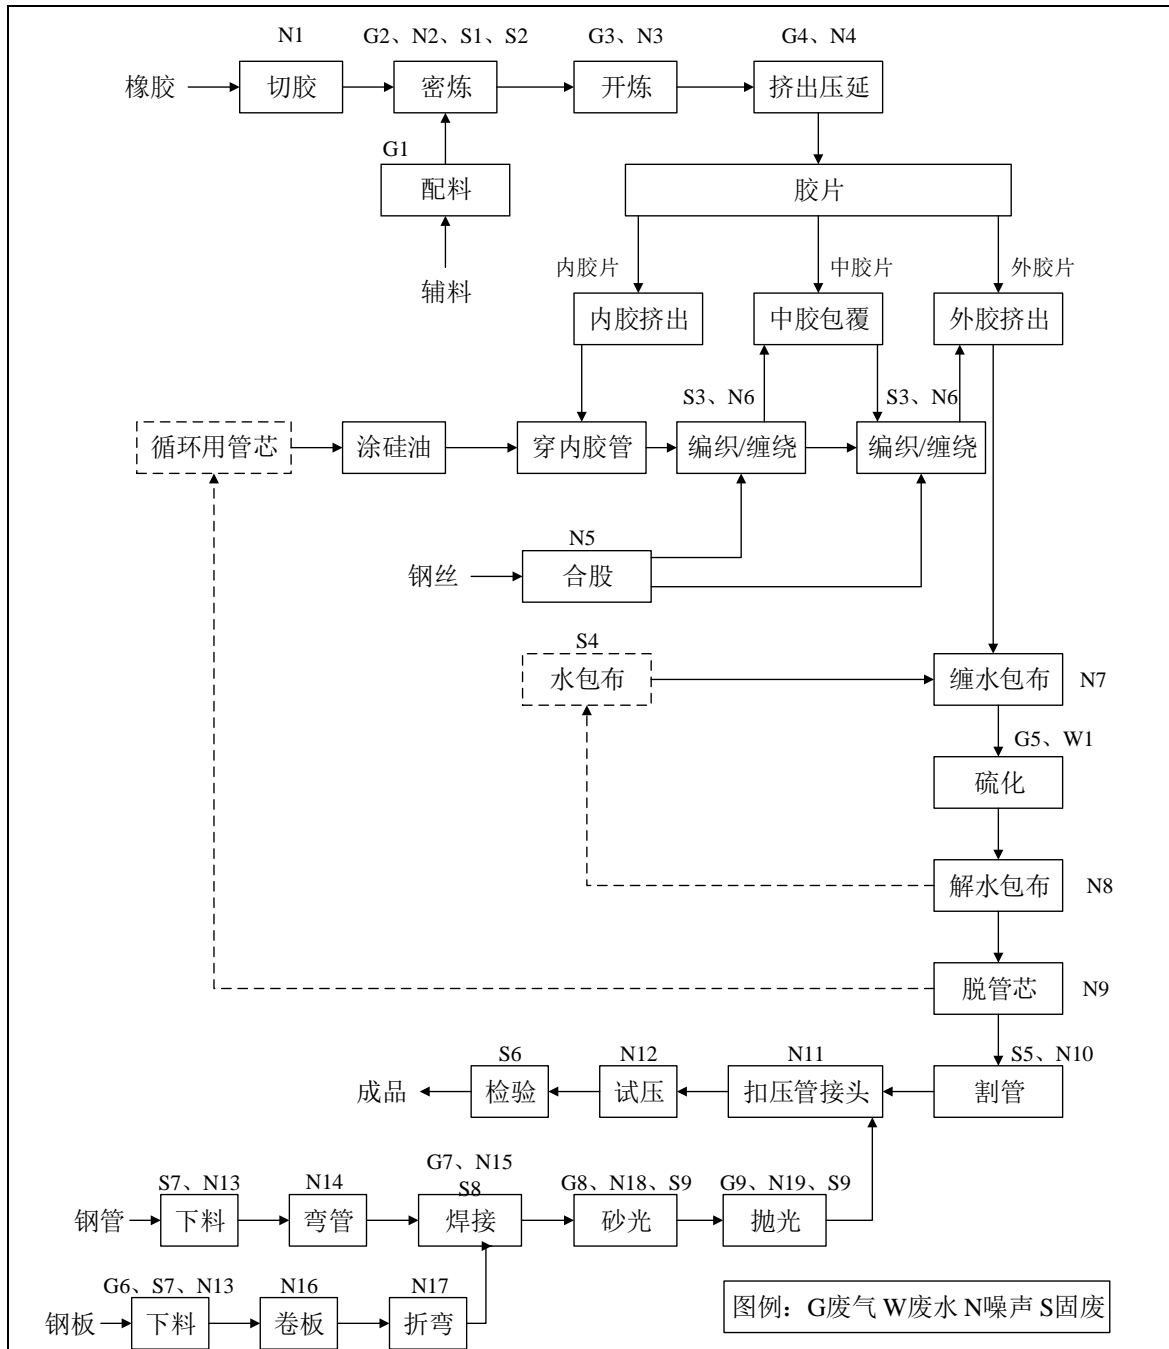 N1
G2、N2、S1、S2
G3、N3
G4、N4
橡胶
切胶
密炼
开炼
挤出压延
G1
配料
胶片
辅料
内胶片
中胶片
外胶片
内胶挤出
中胶包覆
外胶挤出
S3、N6
S3、N6
循环用管芯
涂硅油
穿内胶管
编织/缠绕
编织/缠绕
N5
钢丝
合股
S4
水包布
缠水包布
N7
G5、W1
硫化
解水包布
N8
脱管芯
N9
S5、N10
S6
N12
N11
成品
检验
试压
扣压管接头
割管
S7、N13
N14
G7、N15
S8
G8、N18、S9
G9、N19、S9
钢管
下料
弯管
焊接
砂光
抛光
G6、S7、N13
N16
N17
钢板
下料
卷板
折弯
图例：G废气 W废水 N噪声 S固废